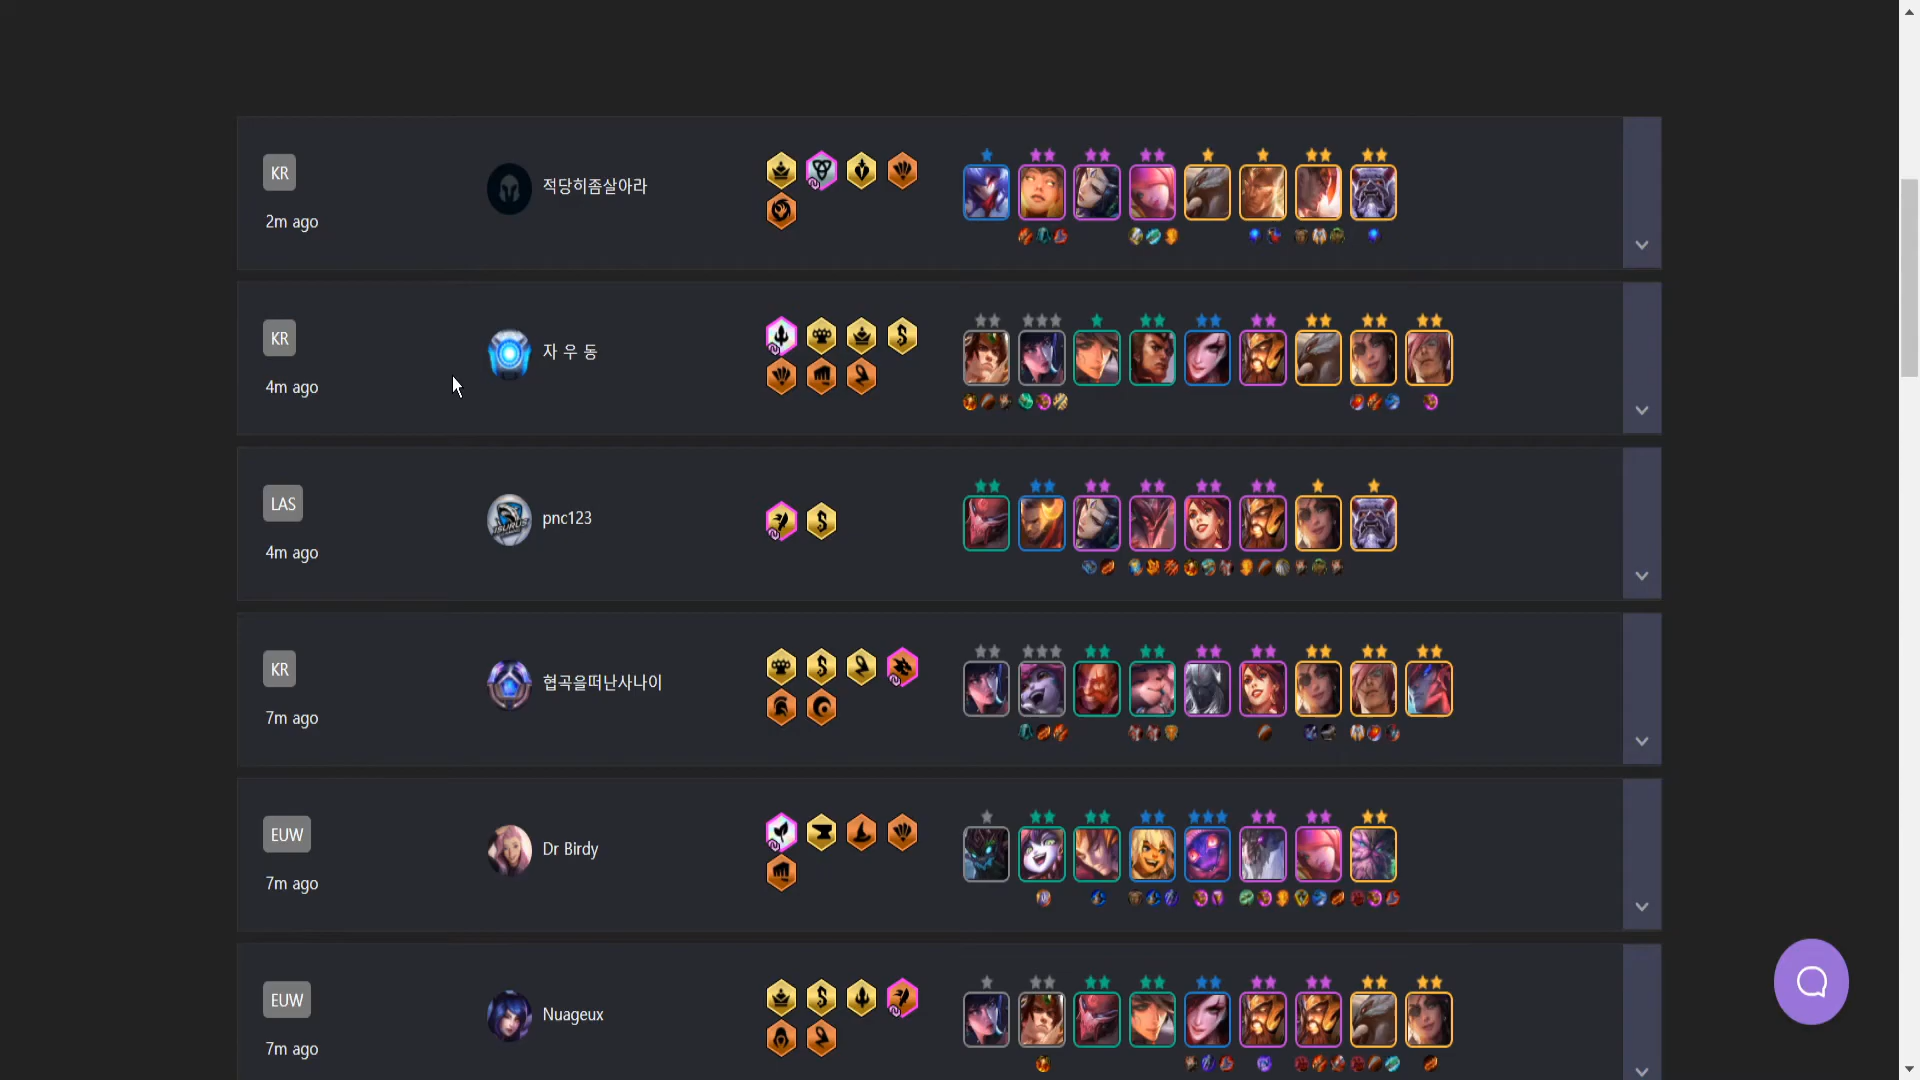 KR
2m ago
적당히좀살아라
KR
4m ago
자 우 동
LAS
4m ago
pnc123
KR
7m ago
협곡을떠난사나이
EUW
7m ago
Dr Birdy
EUW
7m ago
Nuageux